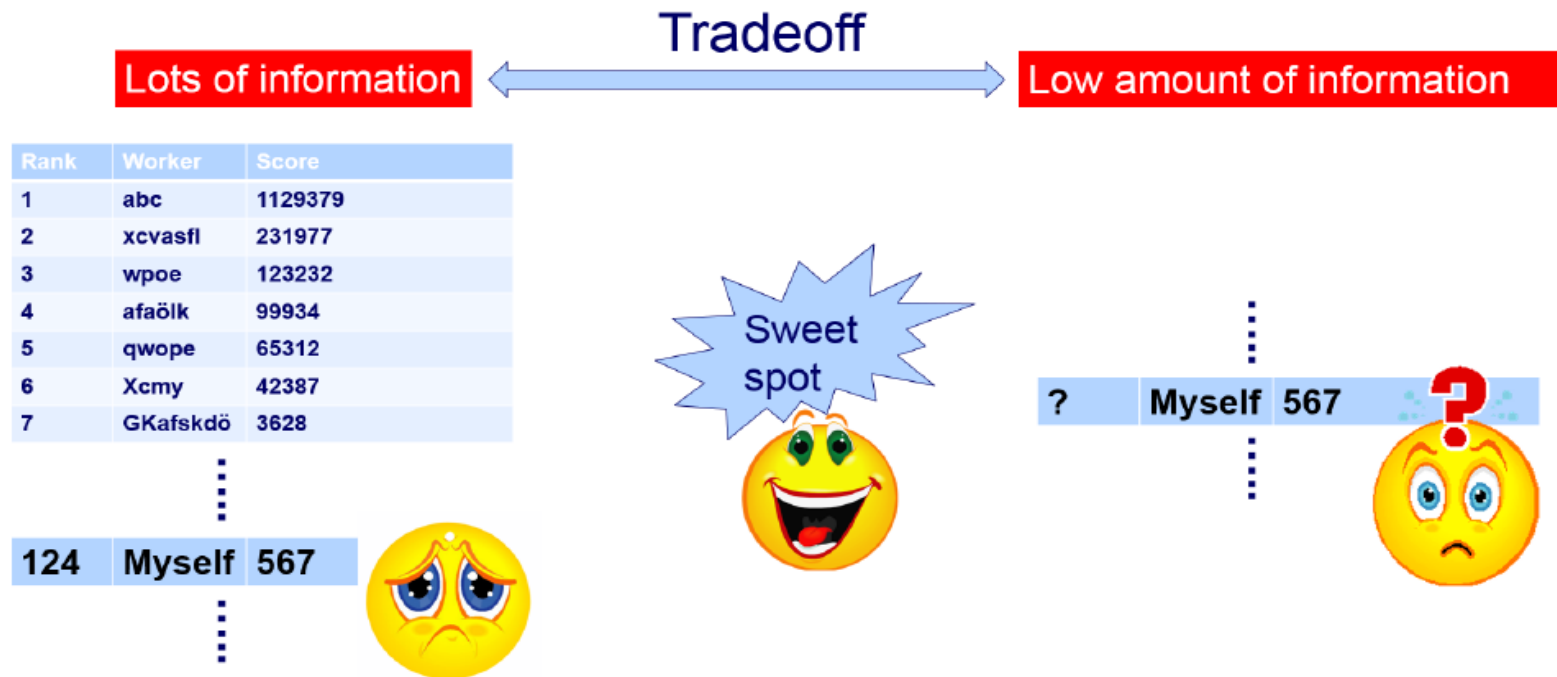 Tradeoff
Lots of information
Low amount of information
Rank Worker Score
1 abc 1129379
2 xcvasfl 231977
3 wpoe 123232
4 afaölk 99934
5 qwope 65312
6 Xcmy 42387
7 GKafskdö 3628
124 Myself 567
Sweet
spot
? Myself 567
?